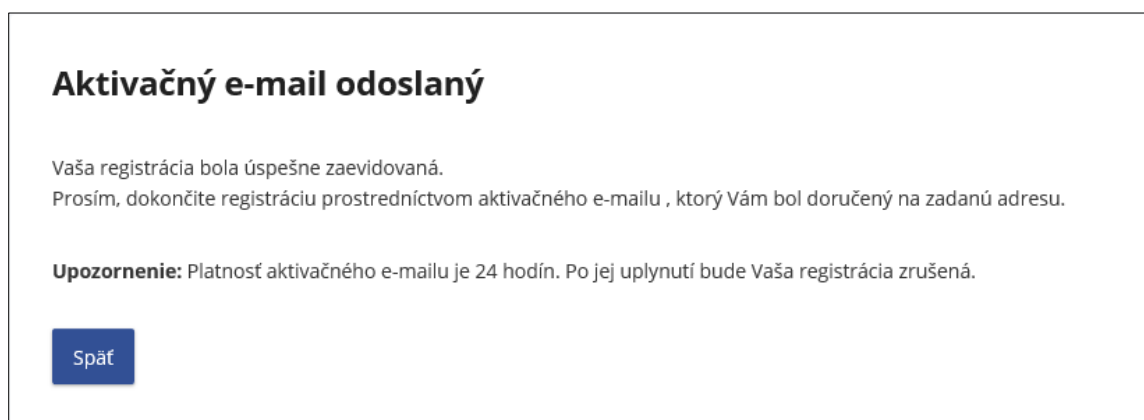 Aktivačný e-mail odoslaný
Vaša registrácia bola úspešne zaevidovaná.
Prosím, dokončite registráciu prostredníctvom aktivačného e-mailu , ktorý Vám bol doručený na zadanú adresu.
Upozornenie: Platnosť aktivačného e-mailu je 24 hodín. Po jej uplynutí bude Vaša registrácia zrušená.
Späť